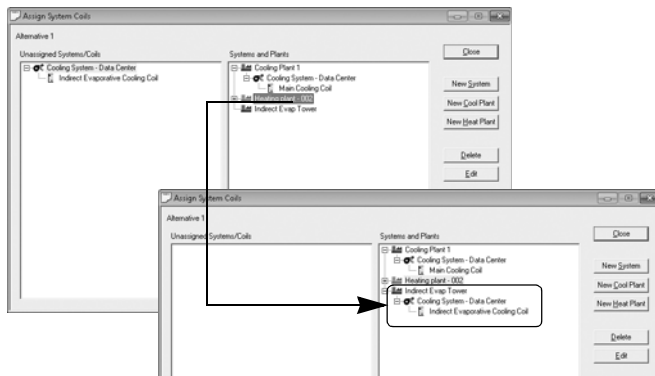 Assign System Coils
Alternative 1
Unassigned Systems/Coils
Cooling System - Data Center
Indirect Evaporative Cooling Coil
Systems and Plants
Cooling Plant 1
Cooling System - Data Center
Main Cooling Coil
Heating plant - 002
Indirect Evap Tower
Close
New System
New Cool Plant
New Heat Plant
Delete
Edit
Assign System Coils
Alternative 1
Unassigned Systems/Coils
Systems and Plants
Cooling Plant 1
Cooling System - Data Center
Main Cooling Coil
Heating plant - 002
Indirect Evap Tower
Cooling System - Data Center
Indirect Evaporative Cooling Coil
Close
New System
New Cool Plant
New Heat Plant
Delete
Edit